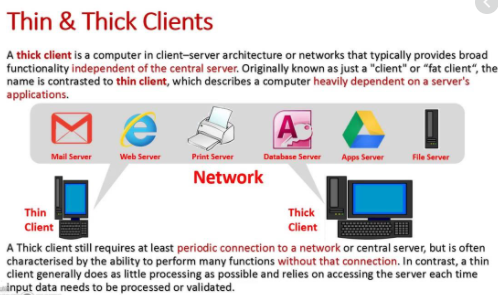 Thin & Thick Clients
A thick client is a computer in client–server architecture or networks that typically provides broad
functionality independent of the central server. Originally known as just a "client" or "fat client", the
name is contrasted to thin client, which describes a computer heavily dependent on a server's
applications.
Mail Server Web Server Print Server Database Server Apps Server File Server
Network
Thin Thick
Client Client
A Thick client still requires at least periodic connection to a network or central server, but is often
characterised by the ability to perform many functions without that connection. In contrast, a thin
client generally does as little processing as possible and relies on accessing the server each time
input data needs to be processed or validated.